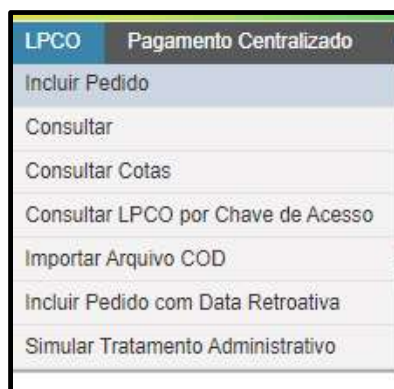 LPCO Pagamento Centralizado
Incluir Pedido
Consultar
Consultar Cotas
Consultar LPCO por Chave de Acesso
Importar Arquivo COD
Incluir Pedido com Data Retroativa
Simular Tratamento Administrativo